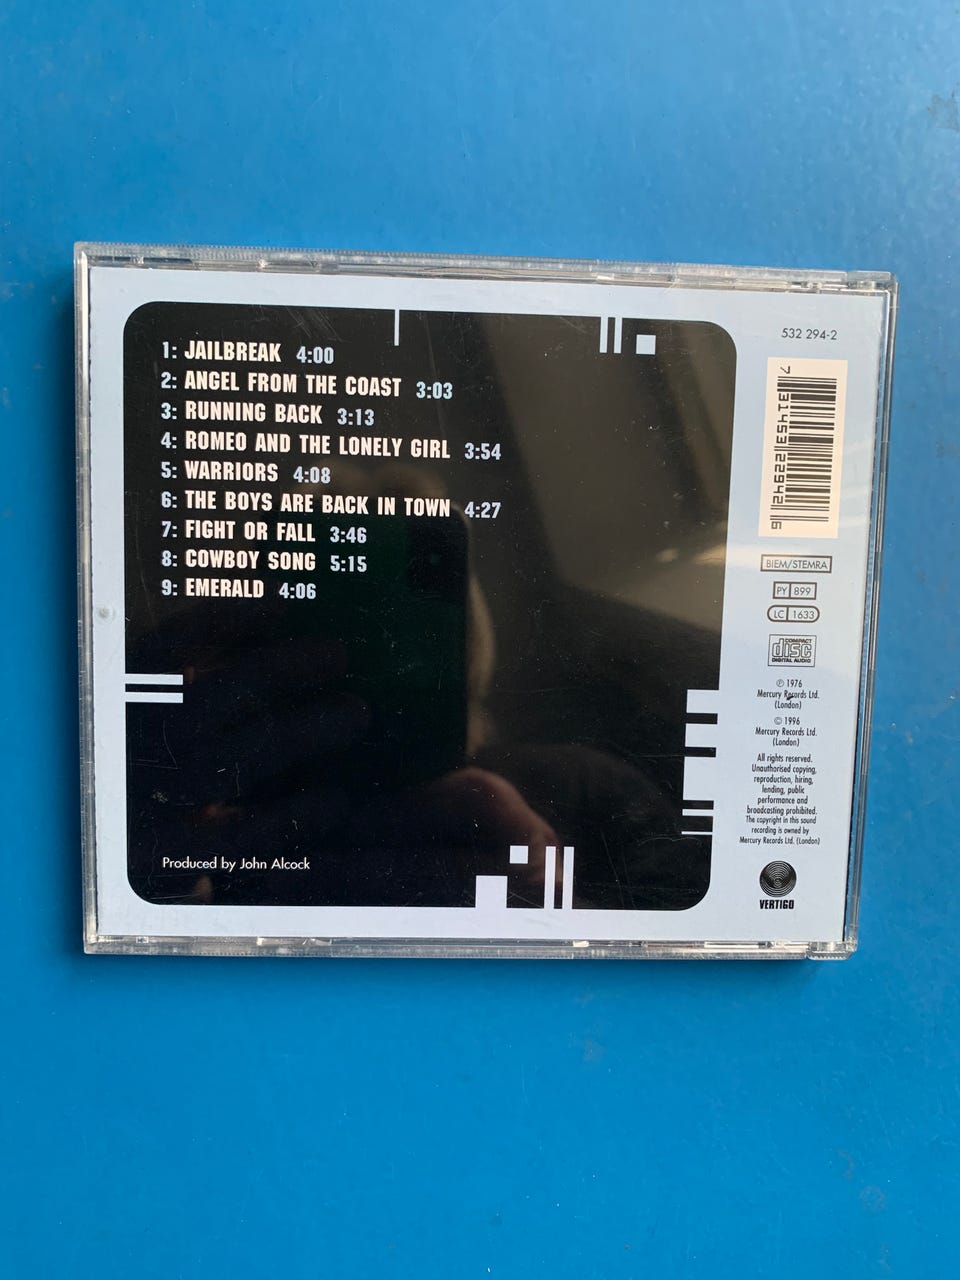 1: JAILBREAK 4:00
2: ANGEL FROM THE COAST 3:03
3: RUNNING BACK 3:13
4: ROMEO AND THE LONELY GIRL 3:54
5: WARRIORS 4:08
6: THE BOYS ARE BACK IN TOWN 4:27
7: FIGHT OR FALL 3:46
8: COWBOY SONG 5:15
9: EMERALD 4:06
Produced by John Alcock
532 294-2
7 31453 22942 6
BIEM/STEMRA
PY 899
LC 1633
COMPACT
disc
DIGITAL AUDIO
℗ 1976
Mercury Records Ltd.
(London)
© 1996
Mercury Records Ltd.
(London)
All rights reserved.
Unauthorised copying,
reproduction, hiring,
lending, public
performance and
broadcasting prohibited.
The copyright in this sound
recording is owned by
Mercury Records Ltd. (London)
VERTIGO